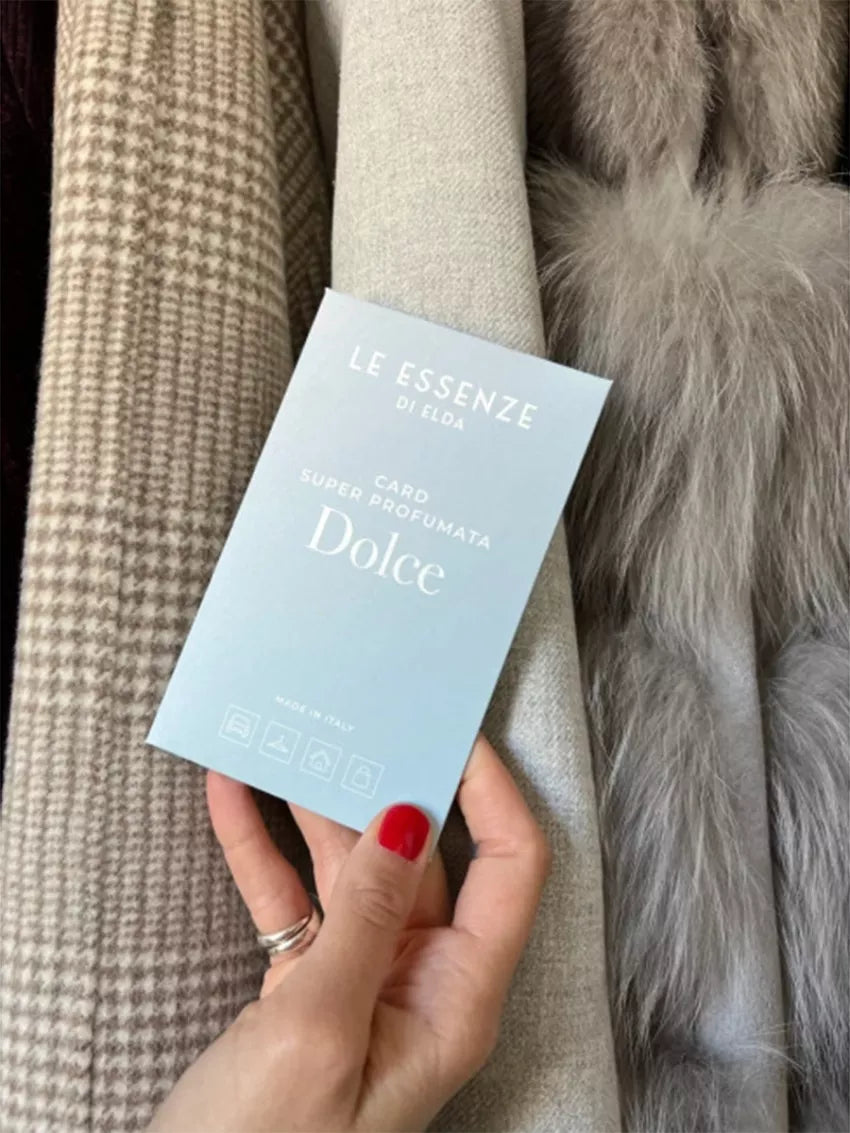 LE ESSENZE
DI ELDA
CARD
SUPER PROFUMATA
Dolce
MADE IN ITALY